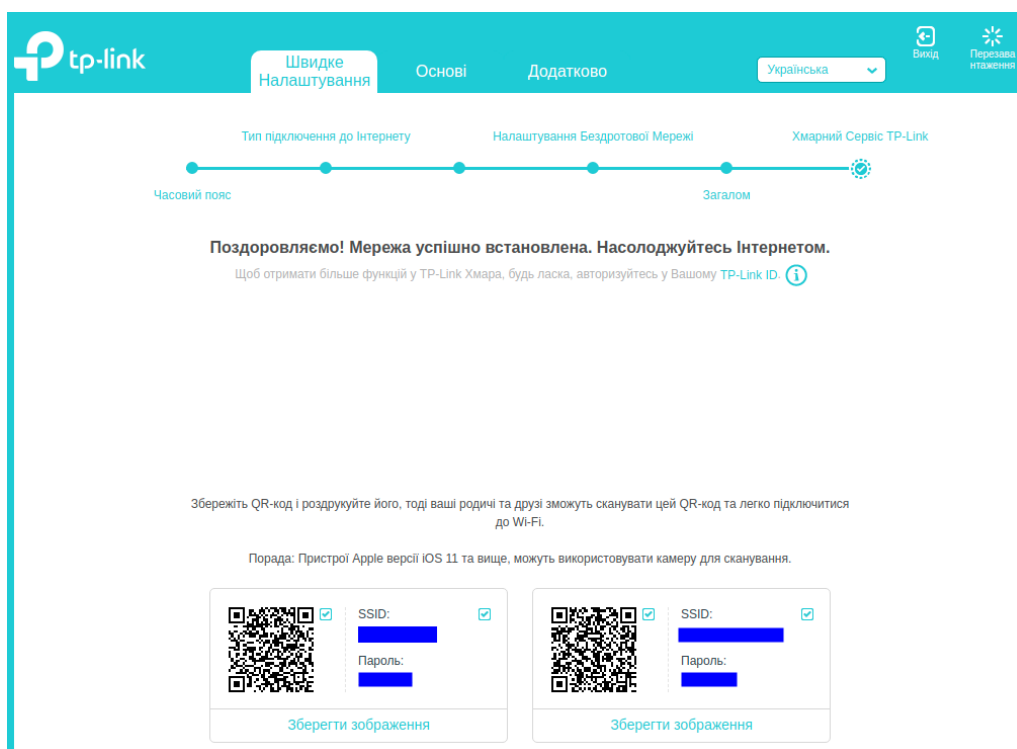 tp-link
Швидке
Налаштування
Основі
Додатково
Українська
Вихід
Перезава
нтаження
Тип підключення до Інтернету
Налаштування Бездротової Мережі
Хмарний Сервіс TP-Link
Часовий пояс
Загалом
Поздоровляємо! Мережа успішно встановлена. Насолоджуйтесь Інтернетом.
Щоб отримати більше функцій у TP-Link Хмара, будь ласка, авторизуйтесь у Вашому TP-Link ID.
Збережіть QR-код і роздрукуйте його, тоді ваші родичі та друзі зможуть сканувати цей QR-код та легко підключитися
до Wi-Fi.
Порада: Пристрої Apple версії iOS 11 та вище, можуть використовувати камеру для сканування.
SSID:
Пароль:
Зберегти зображення
SSID:
Пароль:
Зберегти зображення